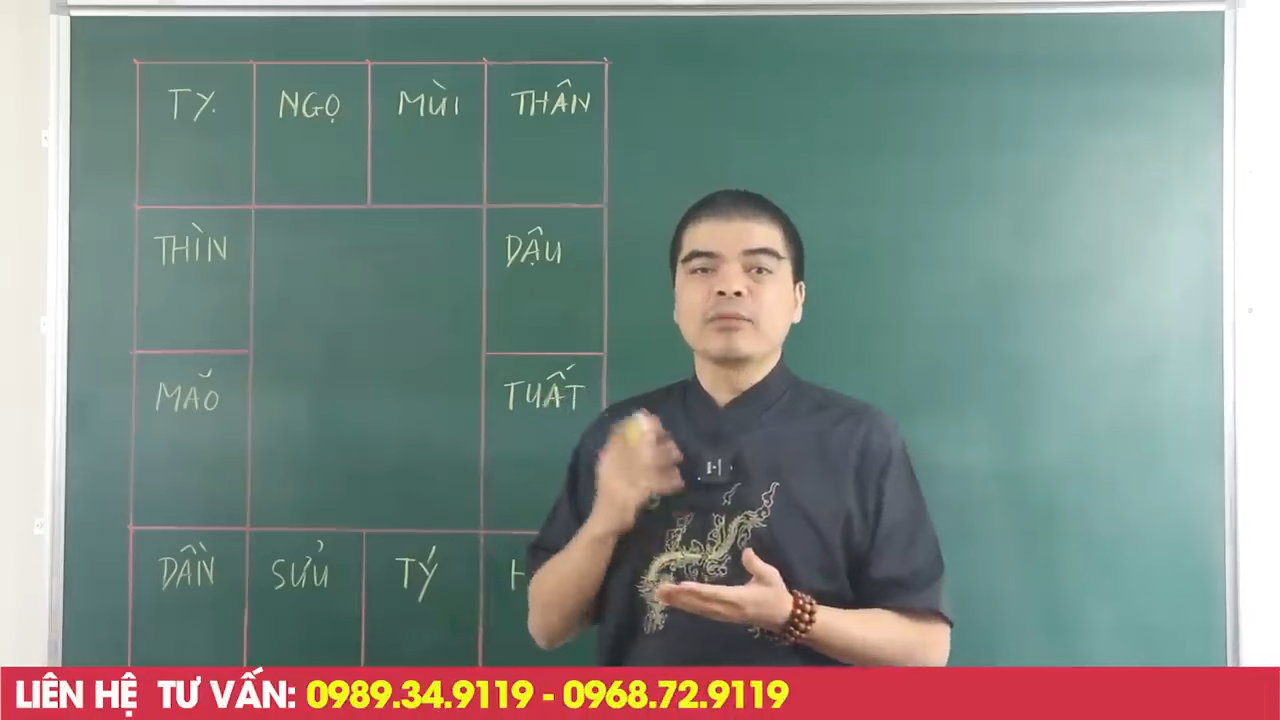 TỴ NGỌ MÙI THÂN
THÌN DẬU
MÃO TUẤT
DẦN SỬU TÝ H
LIÊN HỆ TƯ VẤN: 0989.34.9119 - 0968.72.9119